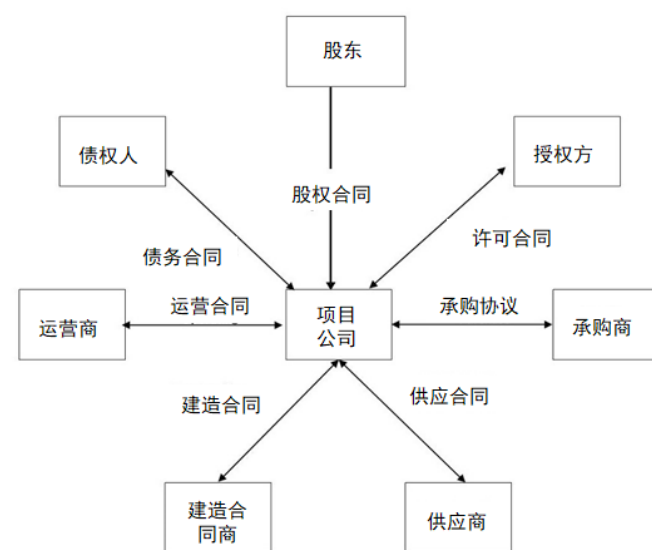 股东
债权人
授权方
股权合同
许可合同
债务合同
运营合同
承购协议
运营商
项目
公司
承购商
建造合同
供应合同
建造合
同商
供应商